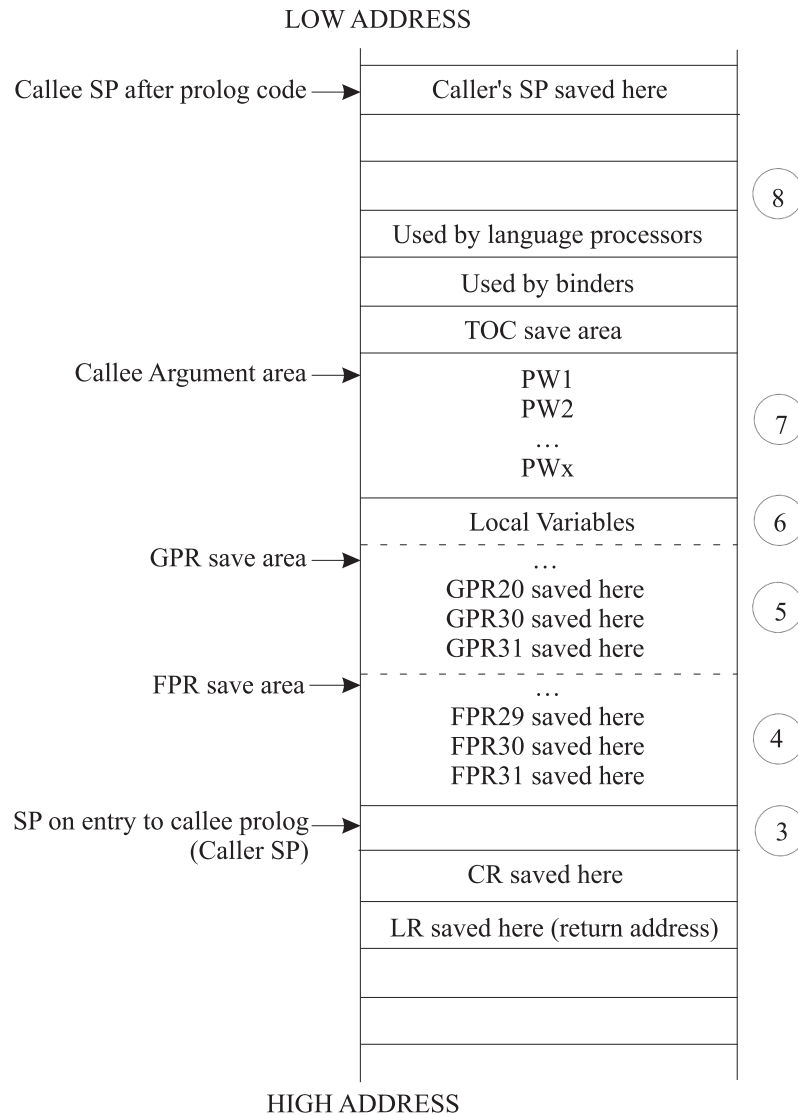 LOW ADDRESS
Callee SP after prolog code
Caller's SP saved here
8
Used by language processors
Used by binders
TOC save area
Callee Argument area
PW1
PW2
...
PWx
7
Local Variables
6
GPR save area
...
GPR20 saved here
GPR30 saved here
GPR31 saved here
5
FPR save area
...
FPR29 saved here
FPR30 saved here
FPR31 saved here
4
SP on entry to callee prolog
(Caller SP)
3
CR saved here
LR saved here (return address)
HIGH ADDRESS